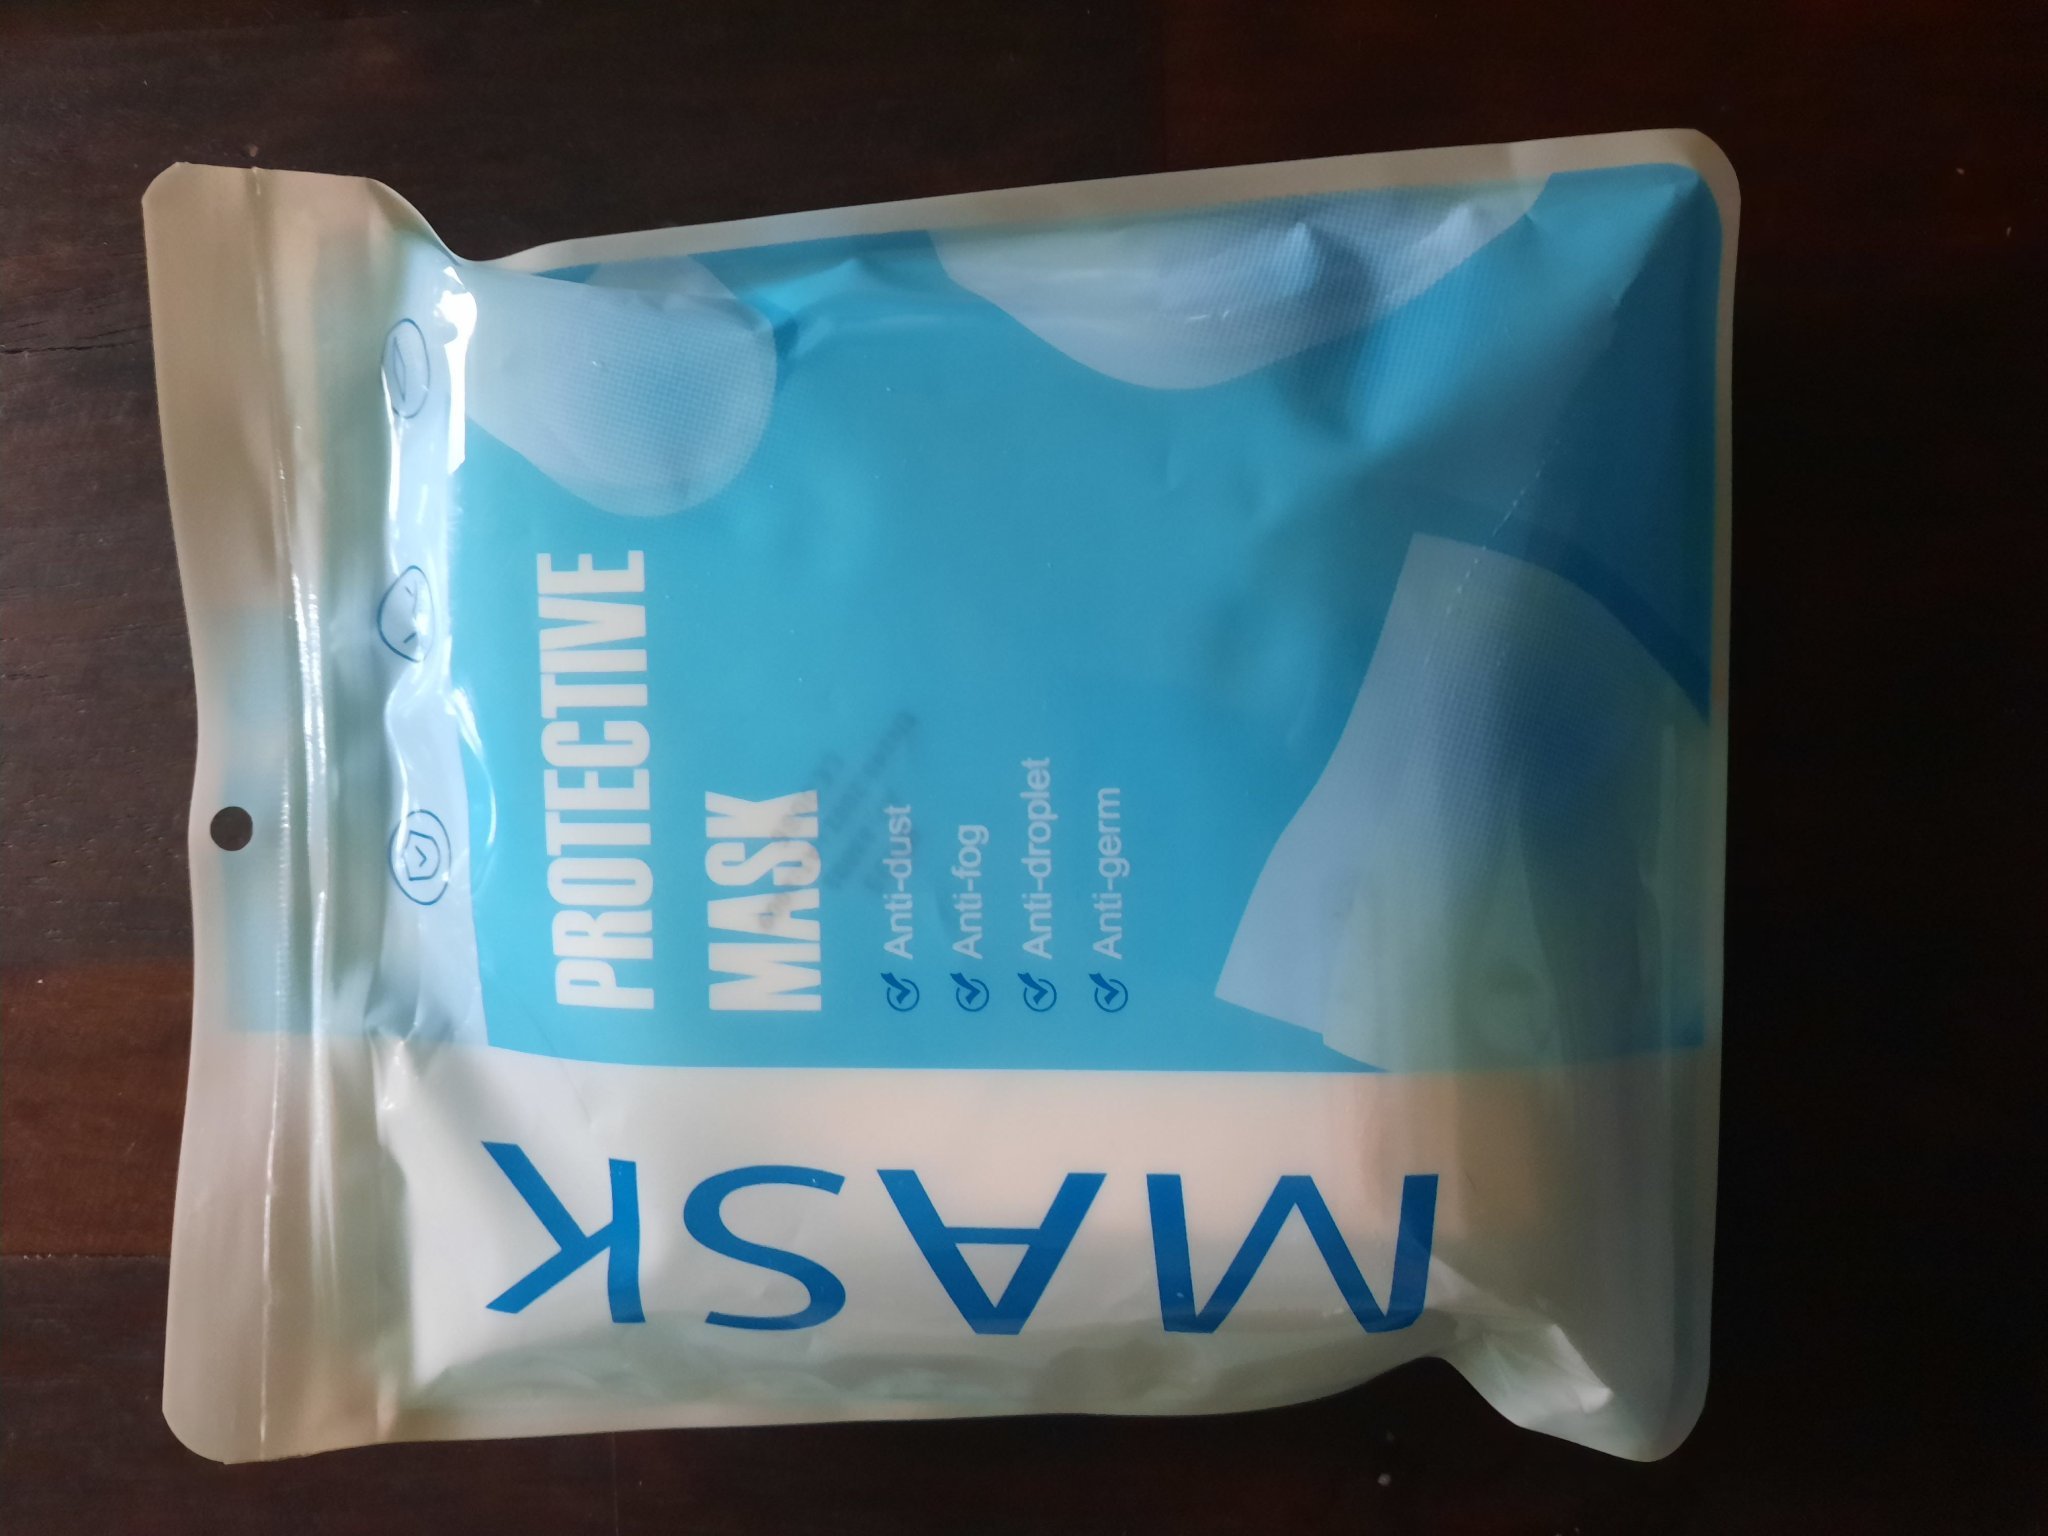 PROTECTIVE
MASK
Anti-dust
Anti-fog
Anti-droplet
Anti-germ
MASK